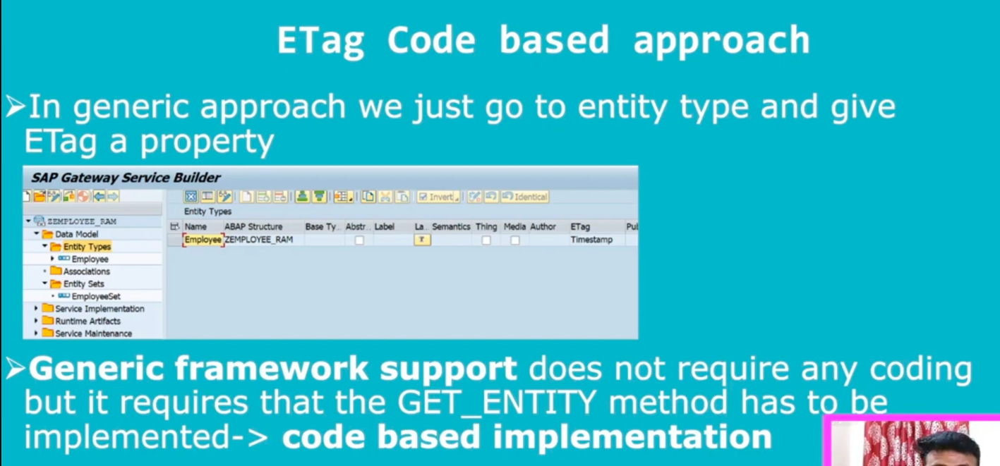 ETag Code based approach
➢In generic approach we just go to entity type and give
ETag a property
SAP Gateway Service Builder
Invert
Identical
Entity Types
Name ABAP Structure Base Ty.. Abstr.. Label La.. Semantics Thing Media Author ETag Pul
Employee ZEMPLOYEE_RAM T Timestamp
ZEMPLOYEE_RAM
Data Model
Entity Types
Employee
Associations
Entity Sets
EmployeeSet
Service Implementation
Runtime Artifacts
Service Maintenance
➢Generic framework support does not require any coding
but it requires that the GET_ENTITY method has to be
implemented-> code based implementation